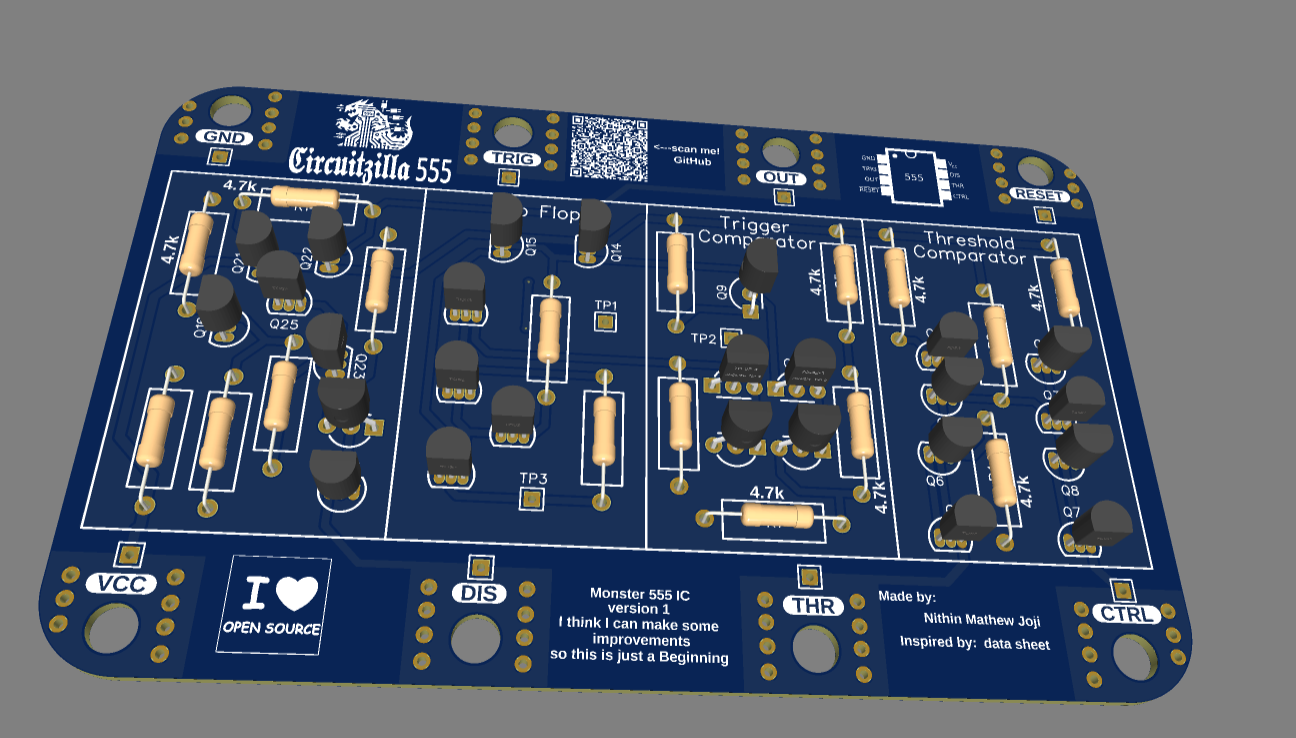 GND
Circuitzilla 555
TRIG
<---scan me!
GitHub
OUT
GND
TRIG
OUT
RESET
555
Vcc
DIS
THR
CTRL
RESET
4.7k
4.7k
Q21
Q22
Q25
Q23
Flop
Q15
Q14
TP1
TP3
Trigger
Comparator
Q9
4.7k
TP2
4.7k
4.7k
Threshold
Comparator
4.7k
4.7k
4.7k
Q6
Q8
Q7
VCC
I
OPEN SOURCE
DIS
Monster 555 IC
version 1
I think I can make some
improvements
so this is just a Beginning
THR
Made by:
Nithin Mathew Joji
Inspired by: data sheet
CTRL